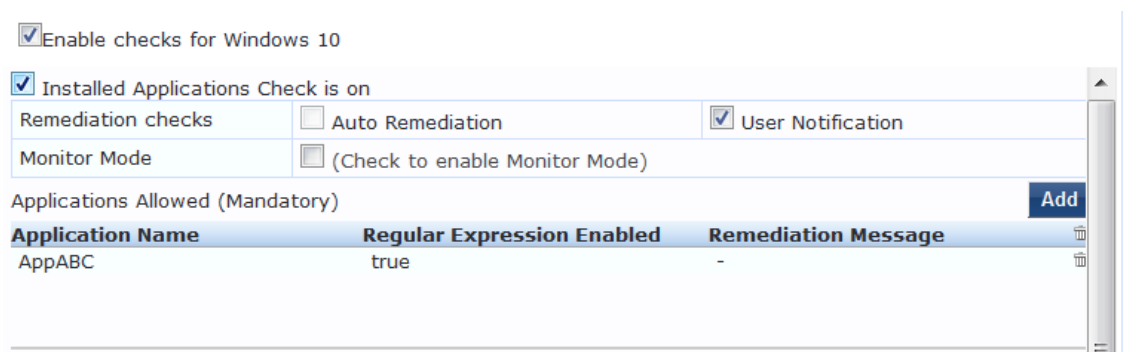 Enable checks for Windows 10
Installed Applications Check is on
Remediation checks Auto Remediation User Notification
Monitor Mode (Check to enable Monitor Mode)
Applications Allowed (Mandatory) Add
Application Name Regular Expression Enabled Remediation Message
AppABC true -